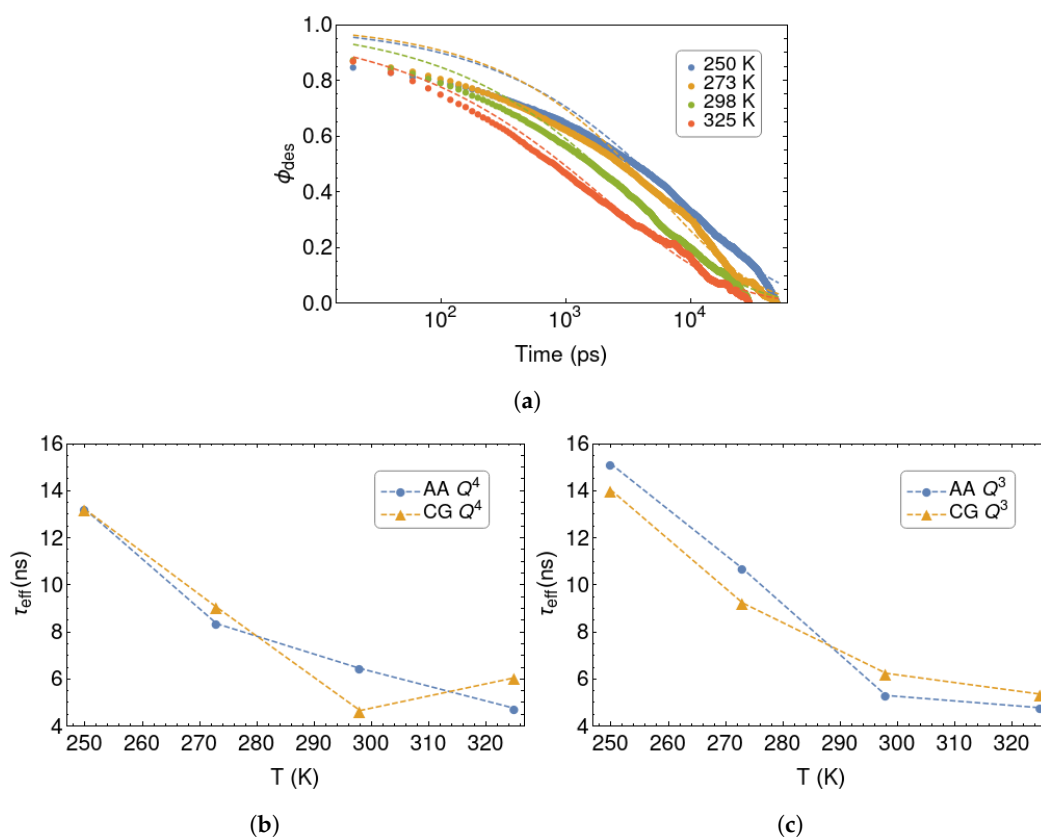 1.0
0.8
0.6
0.4
0.2
0.0
ϕdes
250 K
273 K
298 K
325 K
10² 10³ 10⁴
Time (ps)
(a)
16
14
12
10
8
6
4
τeff(ns)
AA Q⁴
CG Q⁴
250 260 270 280 290 300 310 320
T (K)
(b)
16
14
12
10
8
6
4
τeff(ns)
AA Q³
CG Q³
250 260 270 280 290 300 310 320
T (K)
(c)